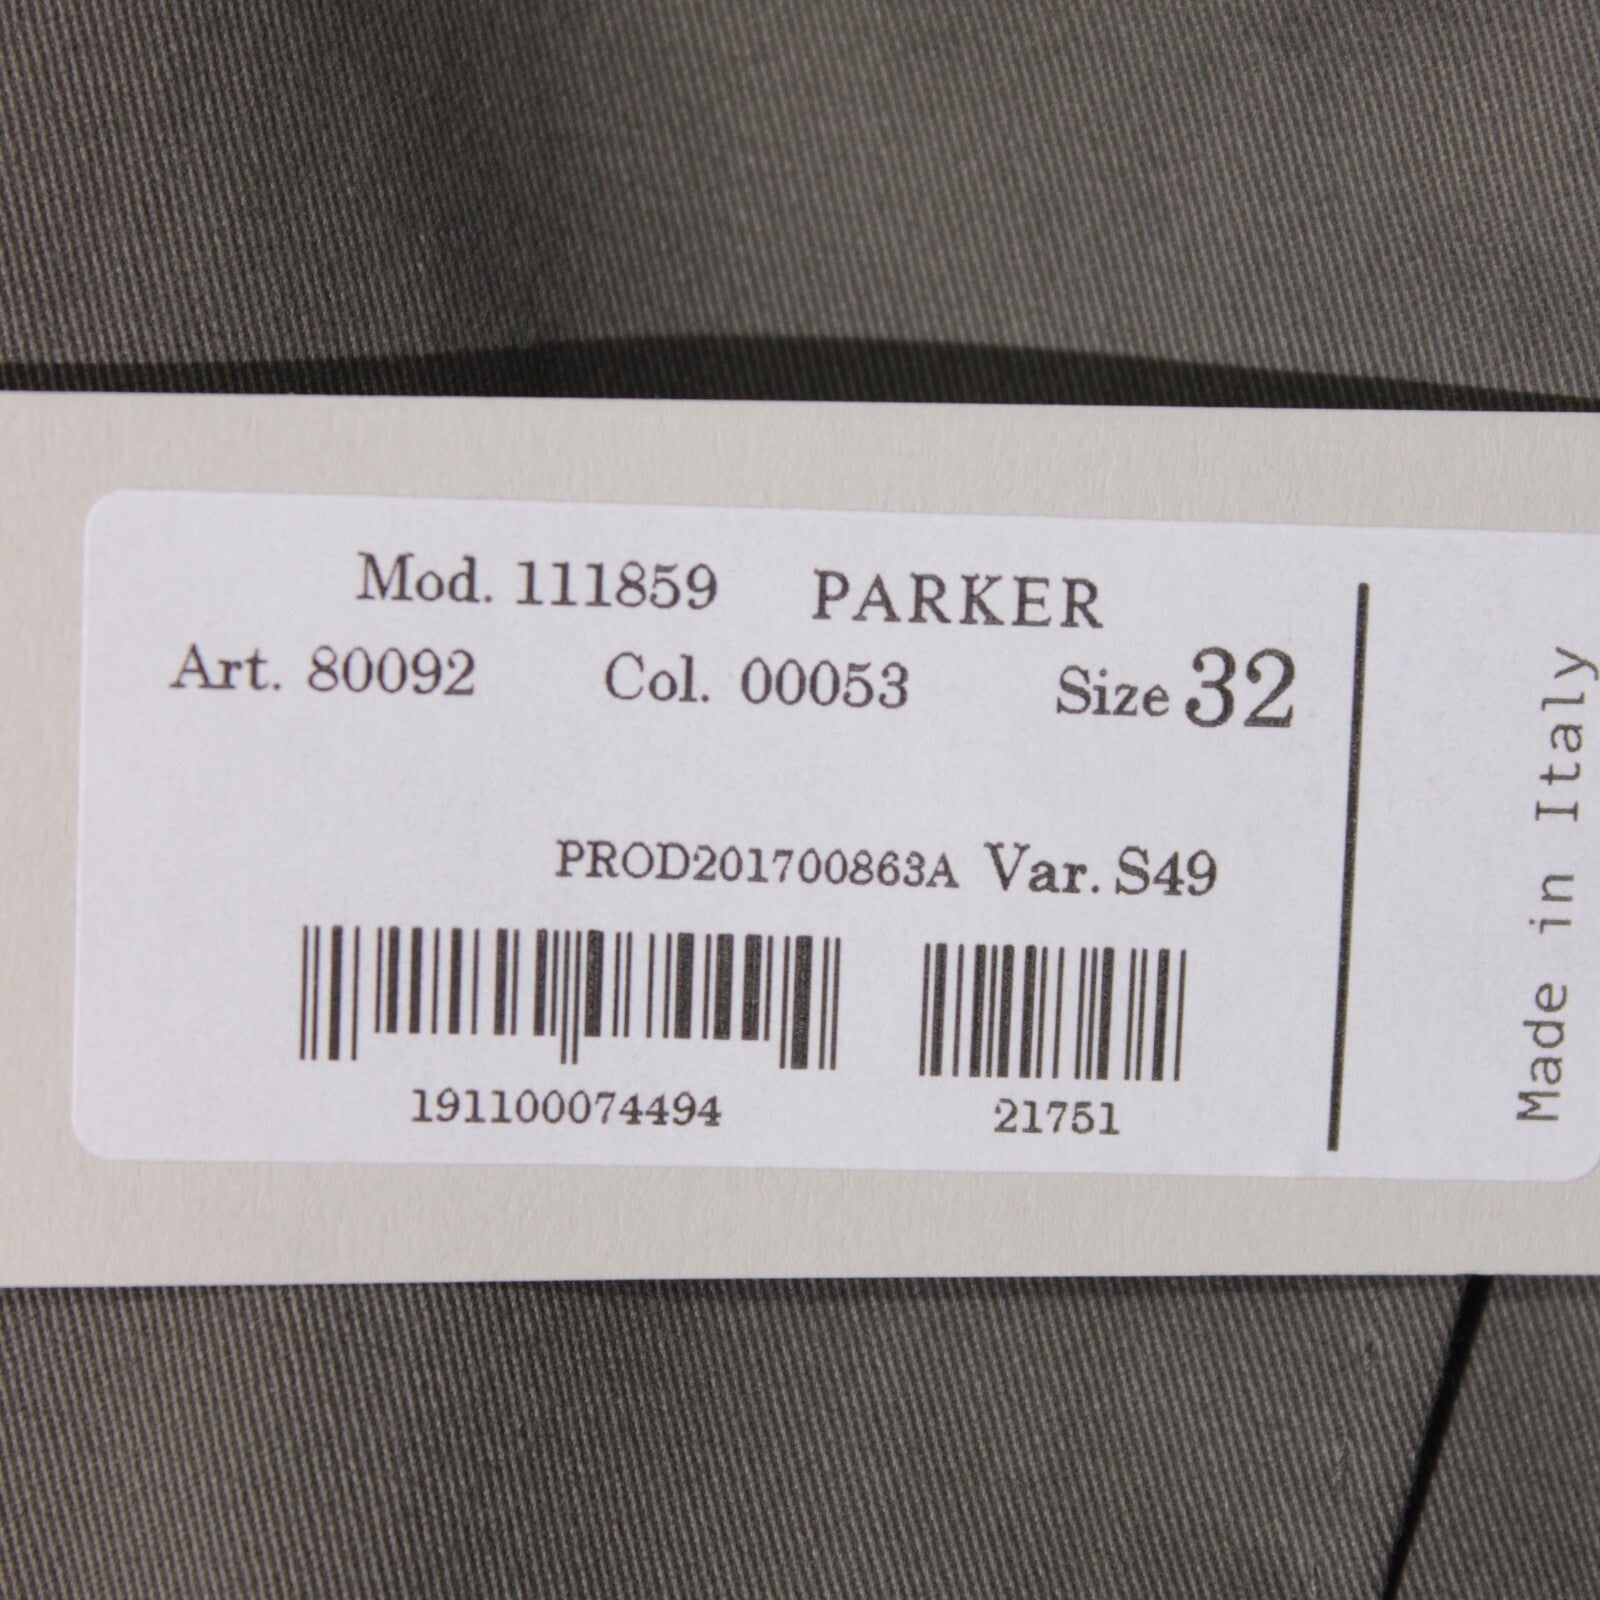 Mod. 111859 PARKER
Art. 80092 Col. 00053 Size 32
PROD201700863A Var. S49
191100074494 21751
Made in Italy